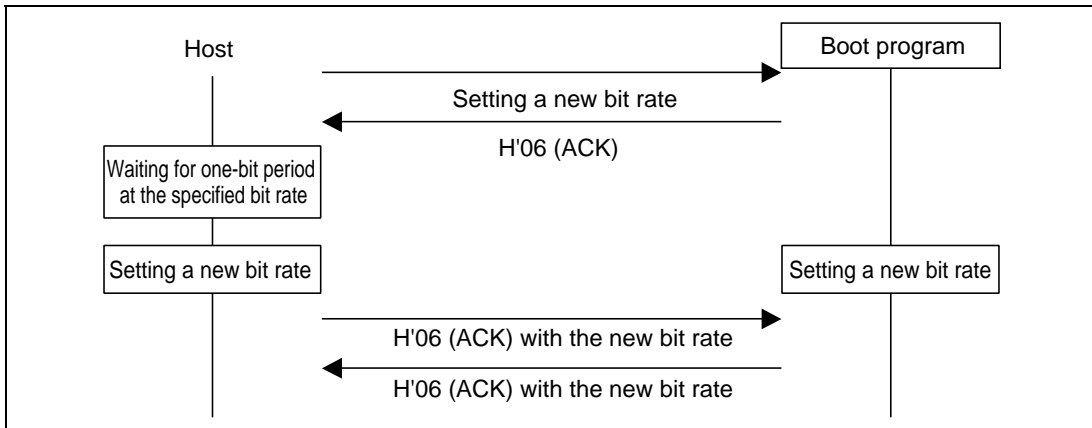 Host
Boot program
Setting a new bit rate
H'06 (ACK)
Waiting for one-bit period
at the specified bit rate
Setting a new bit rate
Setting a new bit rate
H'06 (ACK) with the new bit rate
H'06 (ACK) with the new bit rate